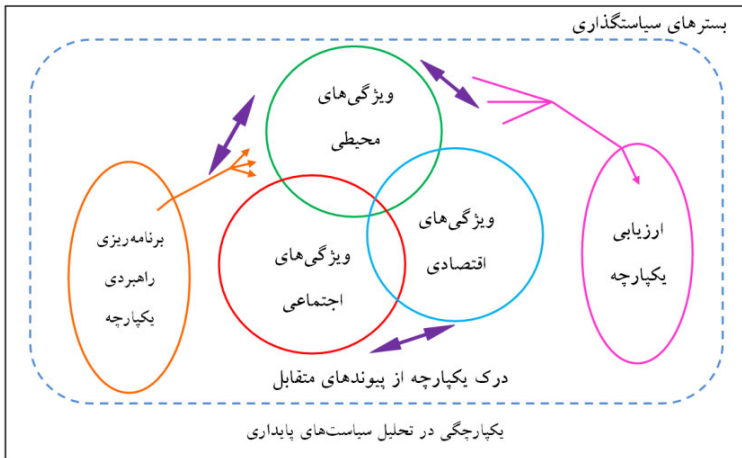 بسترهای سیاستگذاری
ویژگی‌های
محیطی
ارزیابی
یکپارچه
ویژگی‌های
اقتصادی
ویژگی‌های
اجتماعی
برنامه‌ریزی
راهبردی
یکپارچه
درک یکپارچه از پیوندهای متقابل
یکپارچگی در تحلیل سیاست‌های پایداری